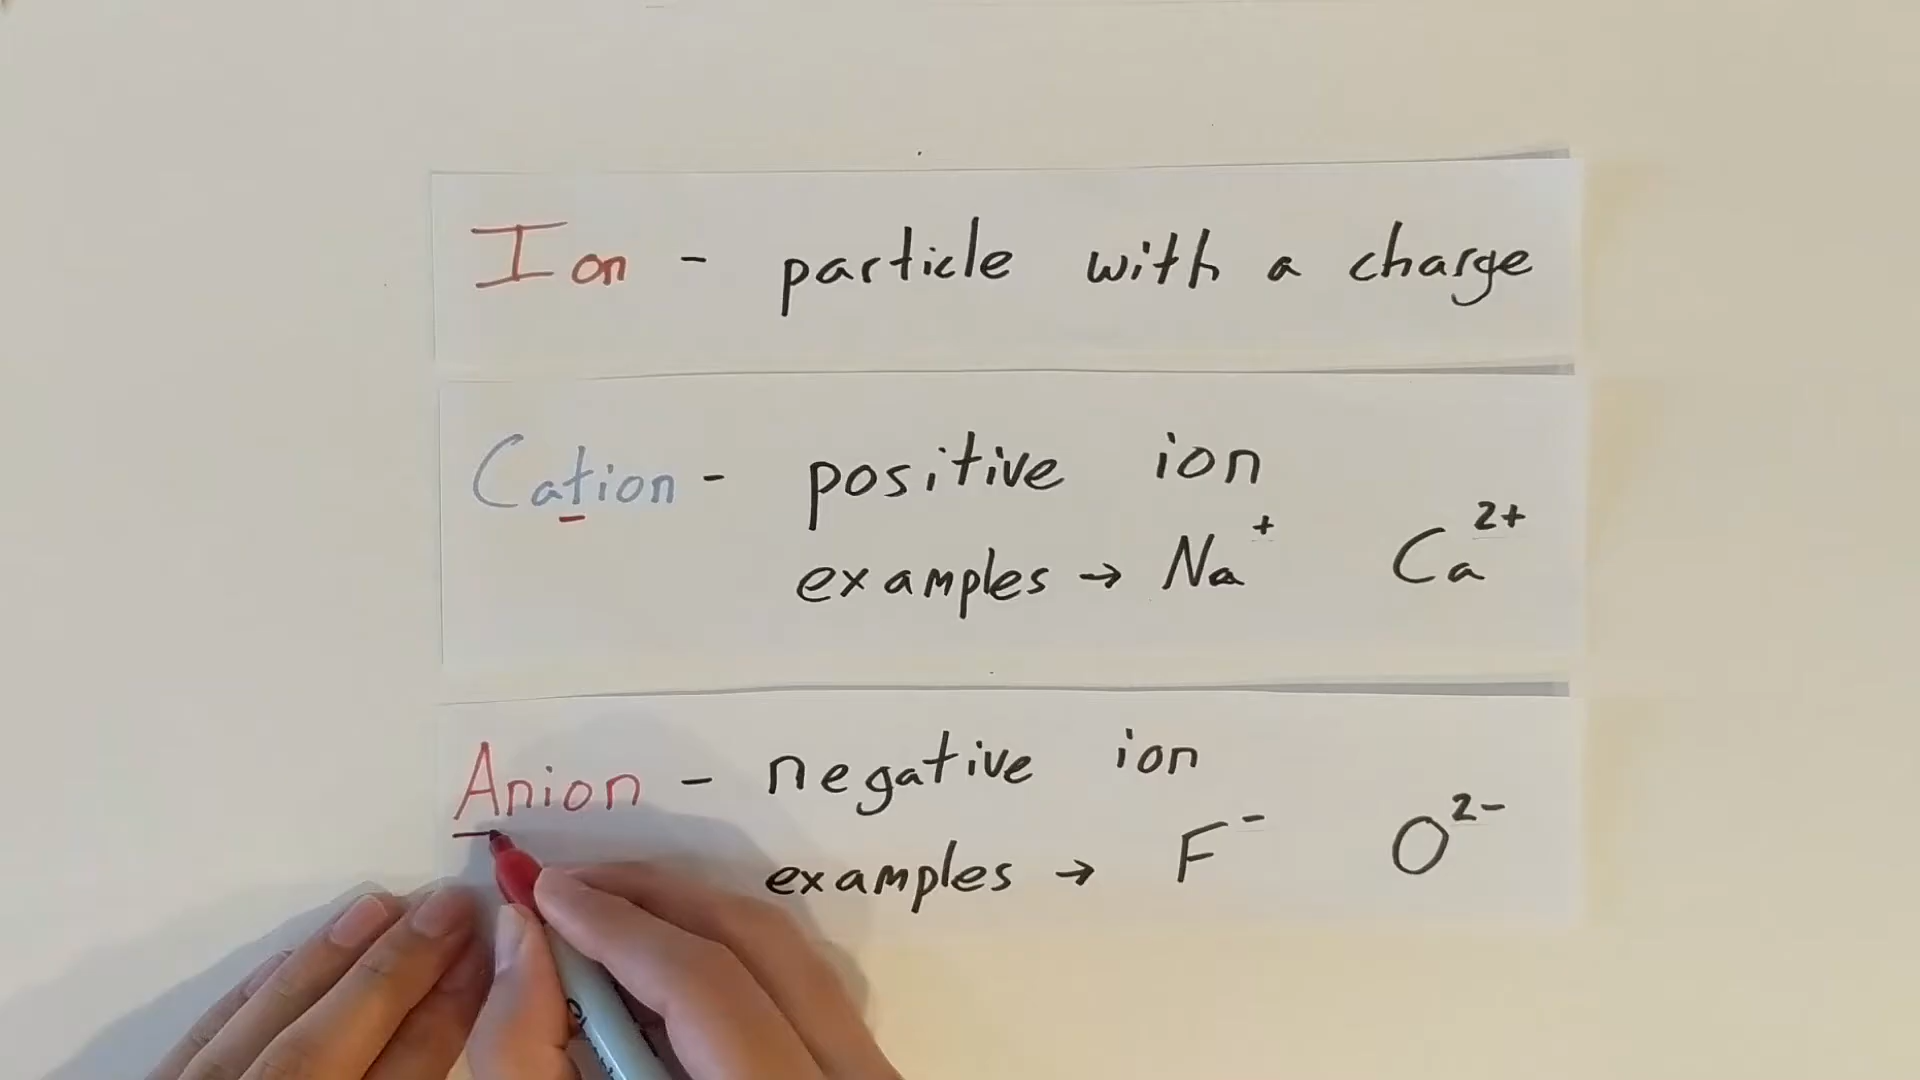 Ion - particle with a charge
Cation - positive ion
examples → Na⁺ Ca²⁺
Anion - negative ion
examples → F⁻ O²⁻